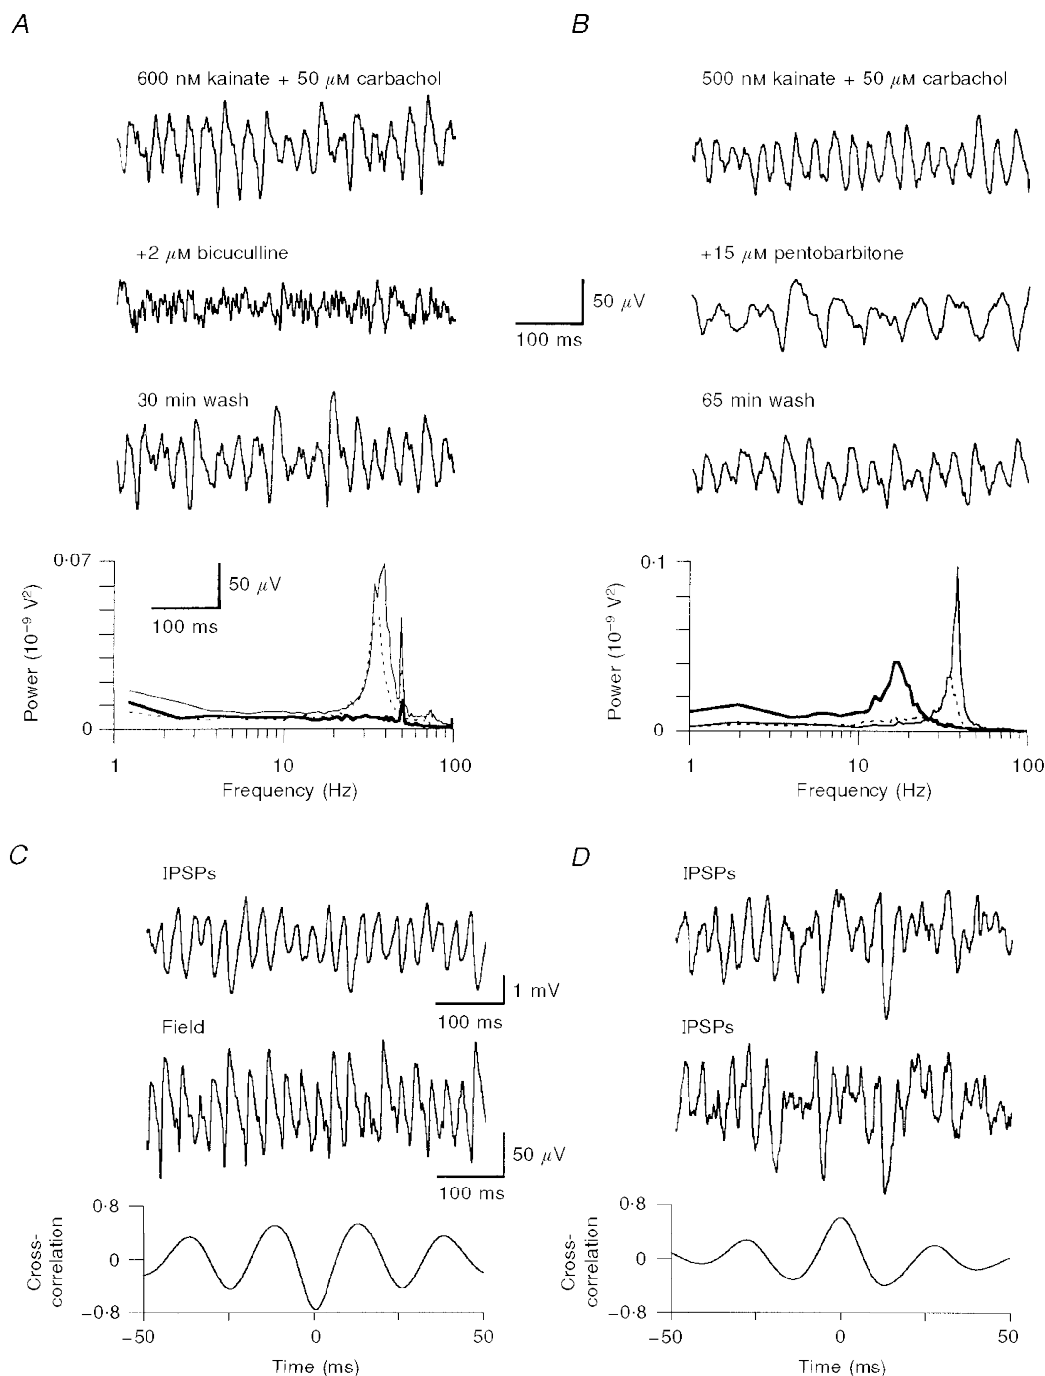 A
600 nM kainate + 50 μM carbachol
+2 μM bicuculline
50 μV
100 ms
30 min wash
0·07
0
Power (10⁻⁹ V²)
50 μV
100 ms
1 10 100
Frequency (Hz)
B
500 nM kainate + 50 μM carbachol
+15 μM pentobarbitone
65 min wash
0·1
0
Power (10⁻⁹ V²)
1 10 100
Frequency (Hz)
C
IPSPs
1 mV
100 ms
Field
50 μV
100 ms
0·8
0
−0·8
Cross-
correlation
−50 0 50
Time (ms)
D
IPSPs
IPSPs
0·8
0
−0·8
Cross-
correlation
−50 0 50
Time (ms)